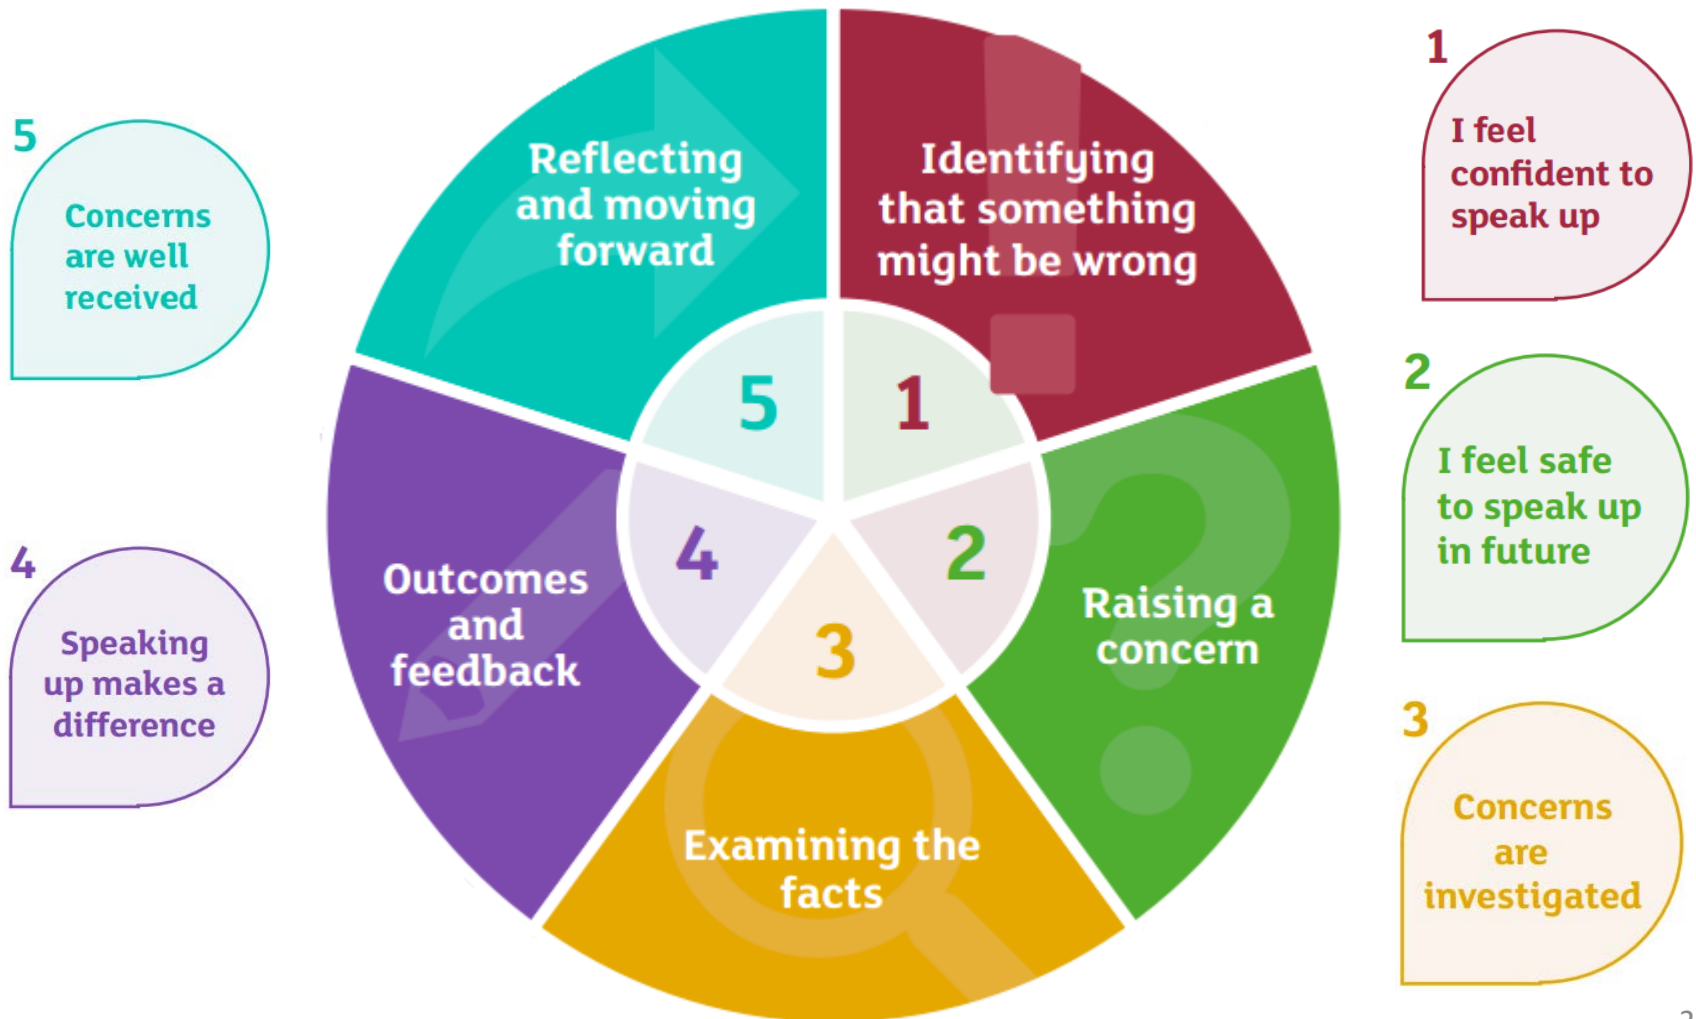 5
Concerns
are well
received
4
Speaking
up makes a
difference
Reflecting
and moving
forward
Identifying
that something
might be wrong
5
1
4
2
3
Outcomes
and
feedback
Raising a
concern
Examining the
facts
1
I feel
confident to
speak up
2
I feel safe
to speak up
in future
3
Concerns
are
investigated